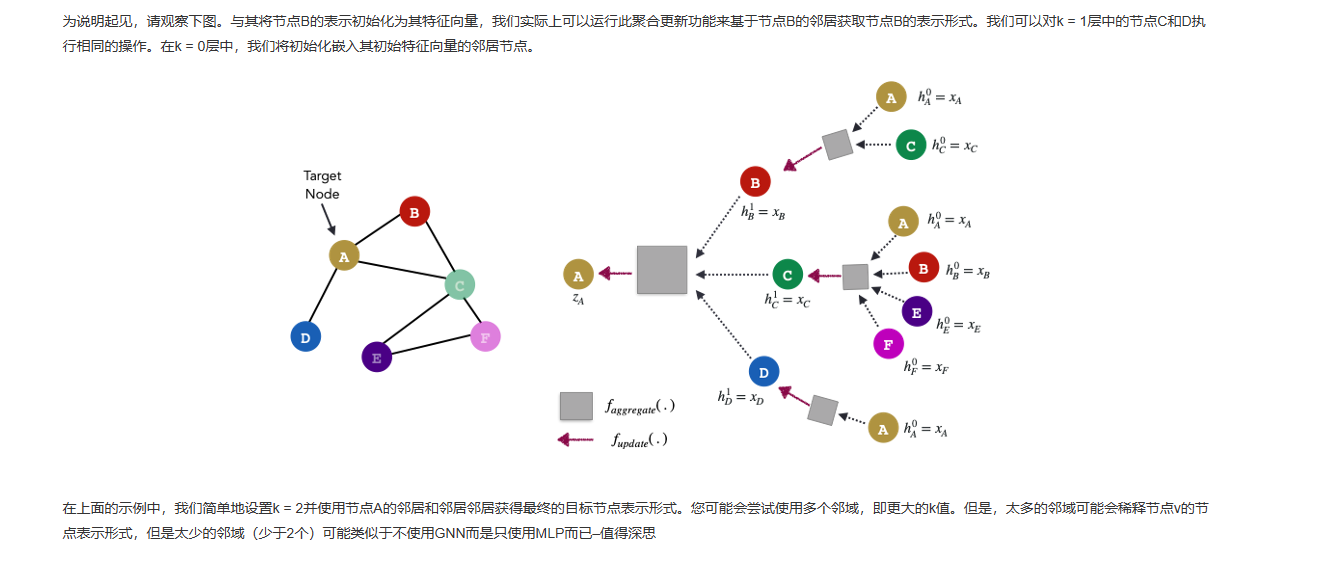 为说明起见，请观察下图。与其将节点B的表示初始化为其特征向量，我们实际上可以运行此聚合更新功能来基于节点B的邻居获取节点B的表示形式。我们可以对k = 1层中的节点C和D执
行相同的操作。在k = 0层中，我们将初始化嵌入其初始特征向量的邻居节点。
A h_A^0 = x_A
C h_C^0 = x_C
Target
Node
B
h_B^1 = x_B
B
A
A h_A^0 = x_A
B h_B^0 = x_B
A
z_A
C
h_C^1 = x_C
C
E
h_E^0 = x_E
F
h_F^0 = x_F
D
F
E
D
h_D^1 = x_D
f_aggregate(.)
A h_A^0 = x_A
f_update(.)
在上面的示例中，我们简单地设置k = 2并使用节点A的邻居和邻居邻居获得最终的目标节点表示形式。您可能会尝试使用多个邻域，即更大的k值。但是，太多的邻域可能会稀释节点v的节
点表示形式，但是太少的邻域（少于2个）可能类似于不使用GNN而是只使用MLP而已–值得深思